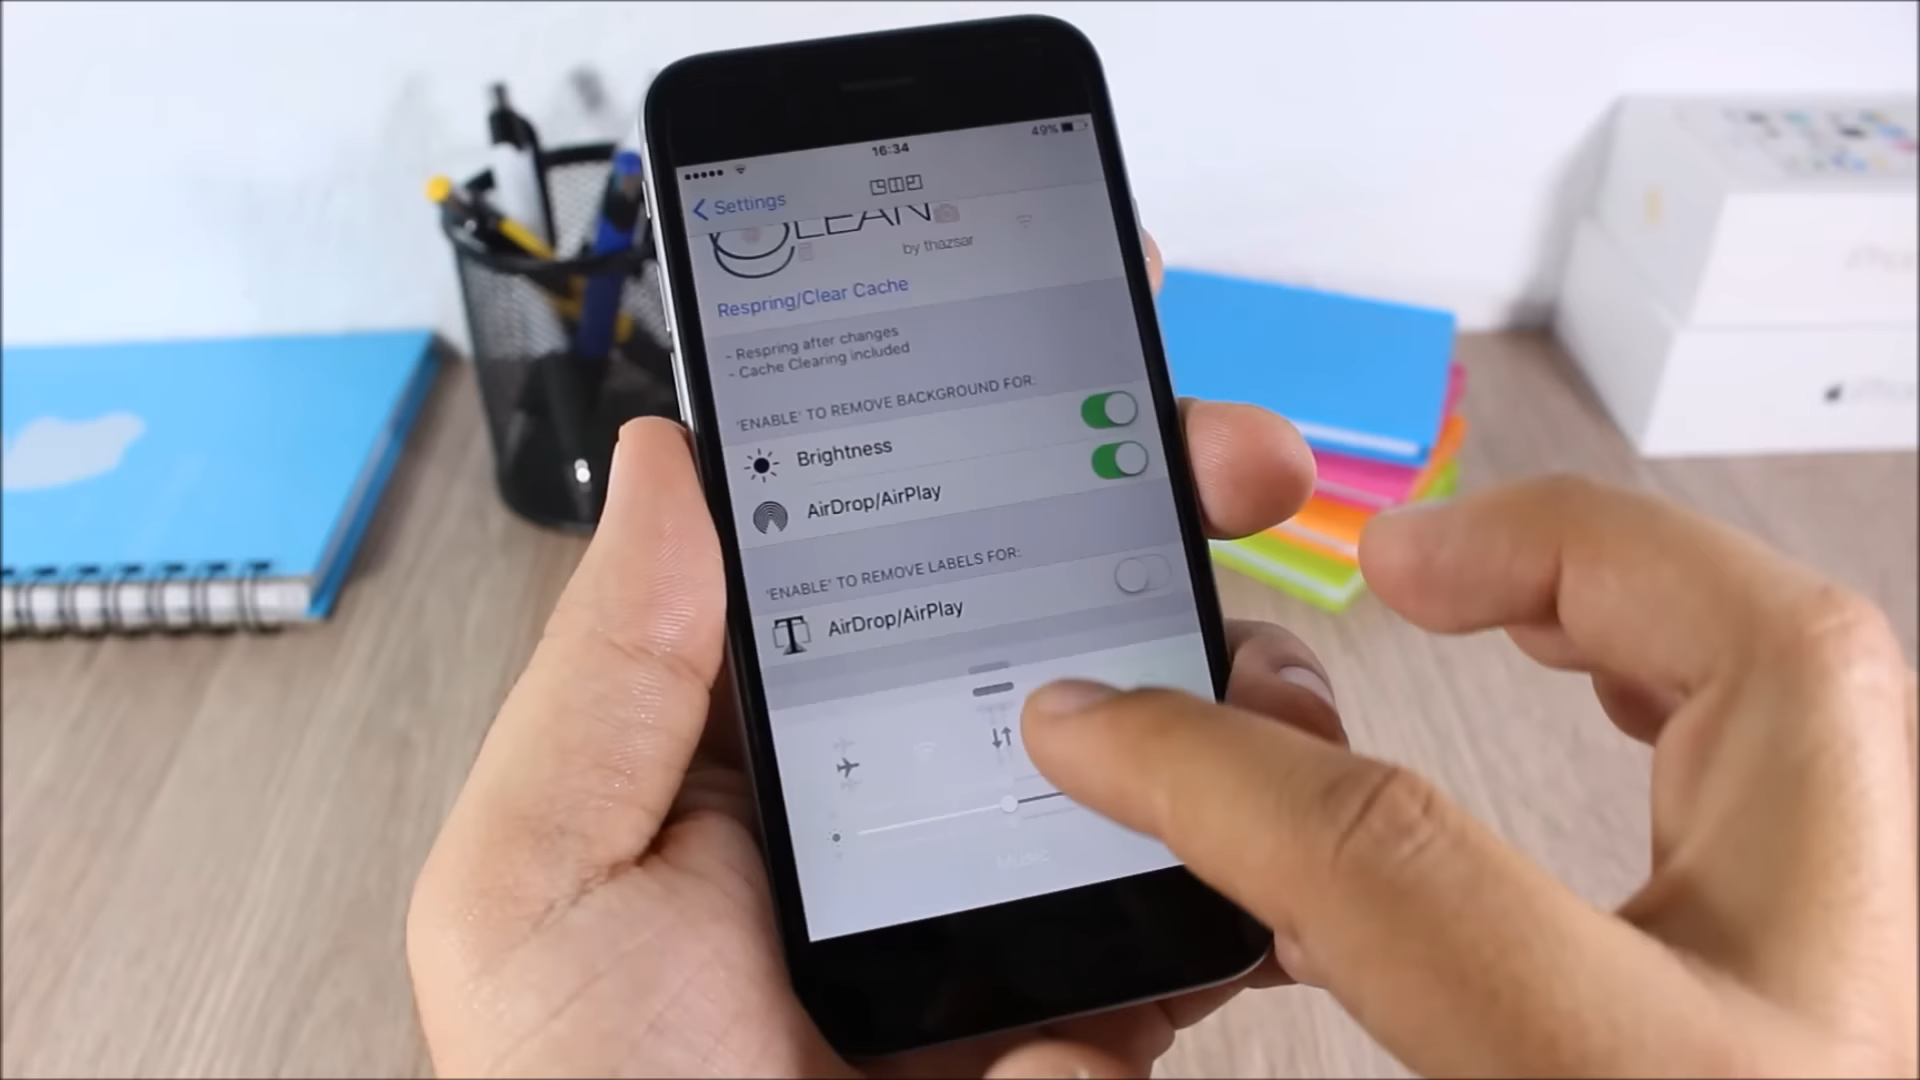 16:34
49%
Settings
CLEAN
by thazsar
Respring/Clear Cache
- Respring after changes
- Cache Clearing included
'ENABLE' TO REMOVE BACKGROUND FOR:
Brightness
AirDrop/AirPlay
'ENABLE' TO REMOVE LABELS FOR:
AirDrop/AirPlay
Music